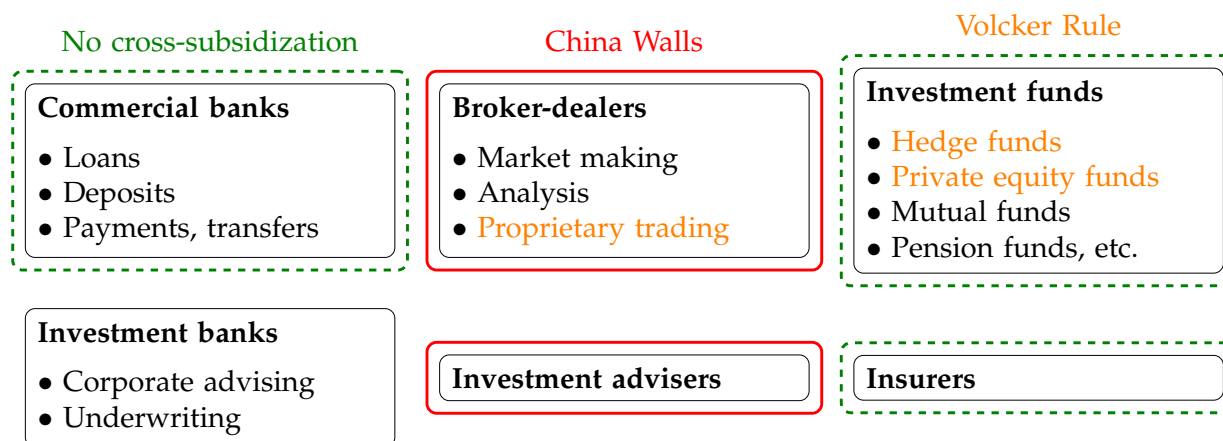 No cross-subsidization
China Walls
Volcker Rule
Commercial banks
• Loans
• Deposits
• Payments, transfers
Broker-dealers
• Market making
• Analysis
• Proprietary trading
Investment funds
• Hedge funds
• Private equity funds
• Mutual funds
• Pension funds, etc.
Investment banks
• Corporate advising
• Underwriting
Investment advisers
Insurers